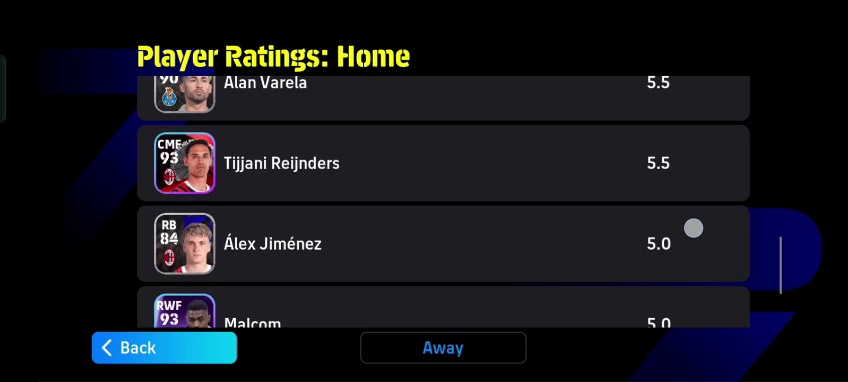 Player Ratings: Home
90
Alan Varela
5.5
CMF
93
Tijjani Reijnders
5.5
RB
84
Álex Jiménez
5.0
RWF
93
Malcom
5.0
Back
Away